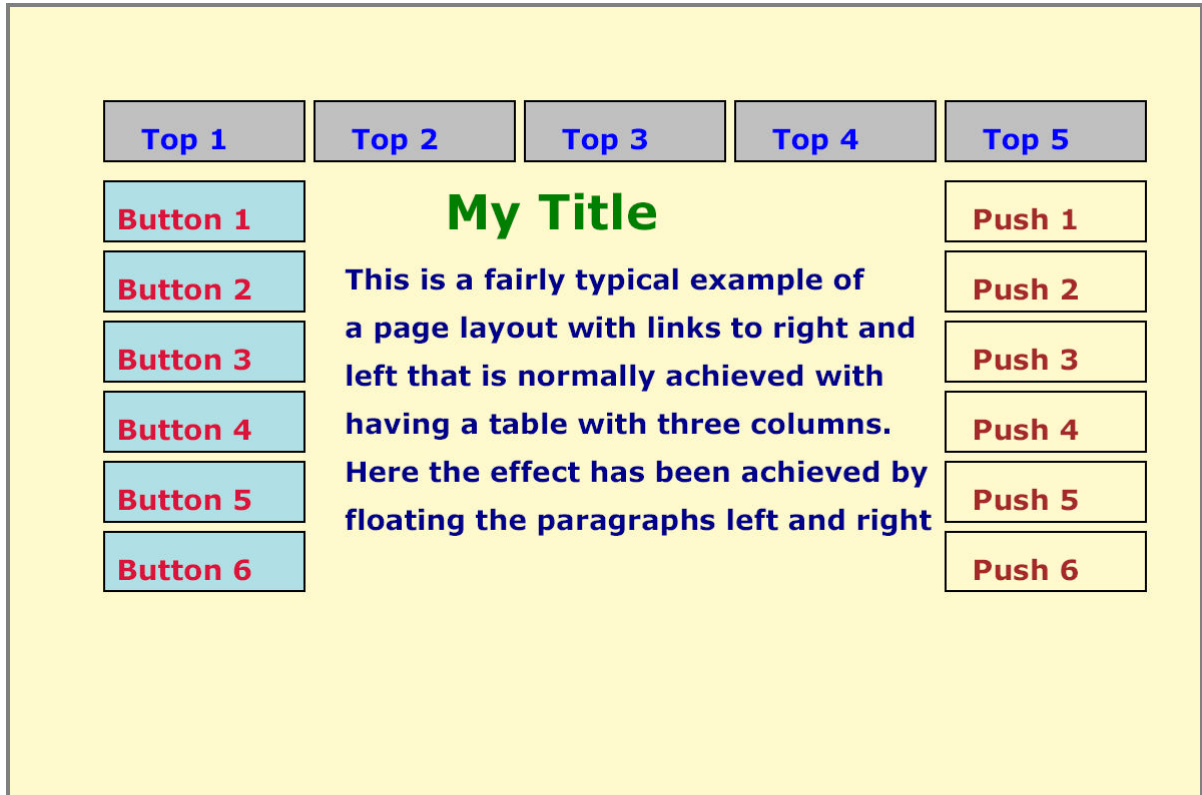 Top 1 Top 2 Top 3 Top 4 Top 5
Button 1
Button 2
Button 3
Button 4
Button 5
Button 6
My Title
This is a fairly typical example of
a page layout with links to right and
left that is normally achieved with
having a table with three columns.
Here the effect has been achieved by
floating the paragraphs left and right
Push 1
Push 2
Push 3
Push 4
Push 5
Push 6